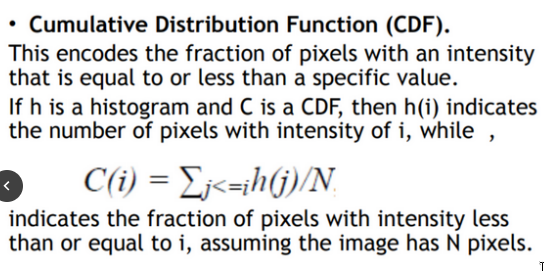 • Cumulative Distribution Function (CDF).
This encodes the fraction of pixels with an intensity
that is equal to or less than a specific value.
If h is a histogram and C is a CDF, then h(i) indicates
the number of pixels with intensity of i, while ,
C(i) = ∑j<=ih(j)/N.
indicates the fraction of pixels with intensity less
than or equal to i, assuming the image has N pixels.